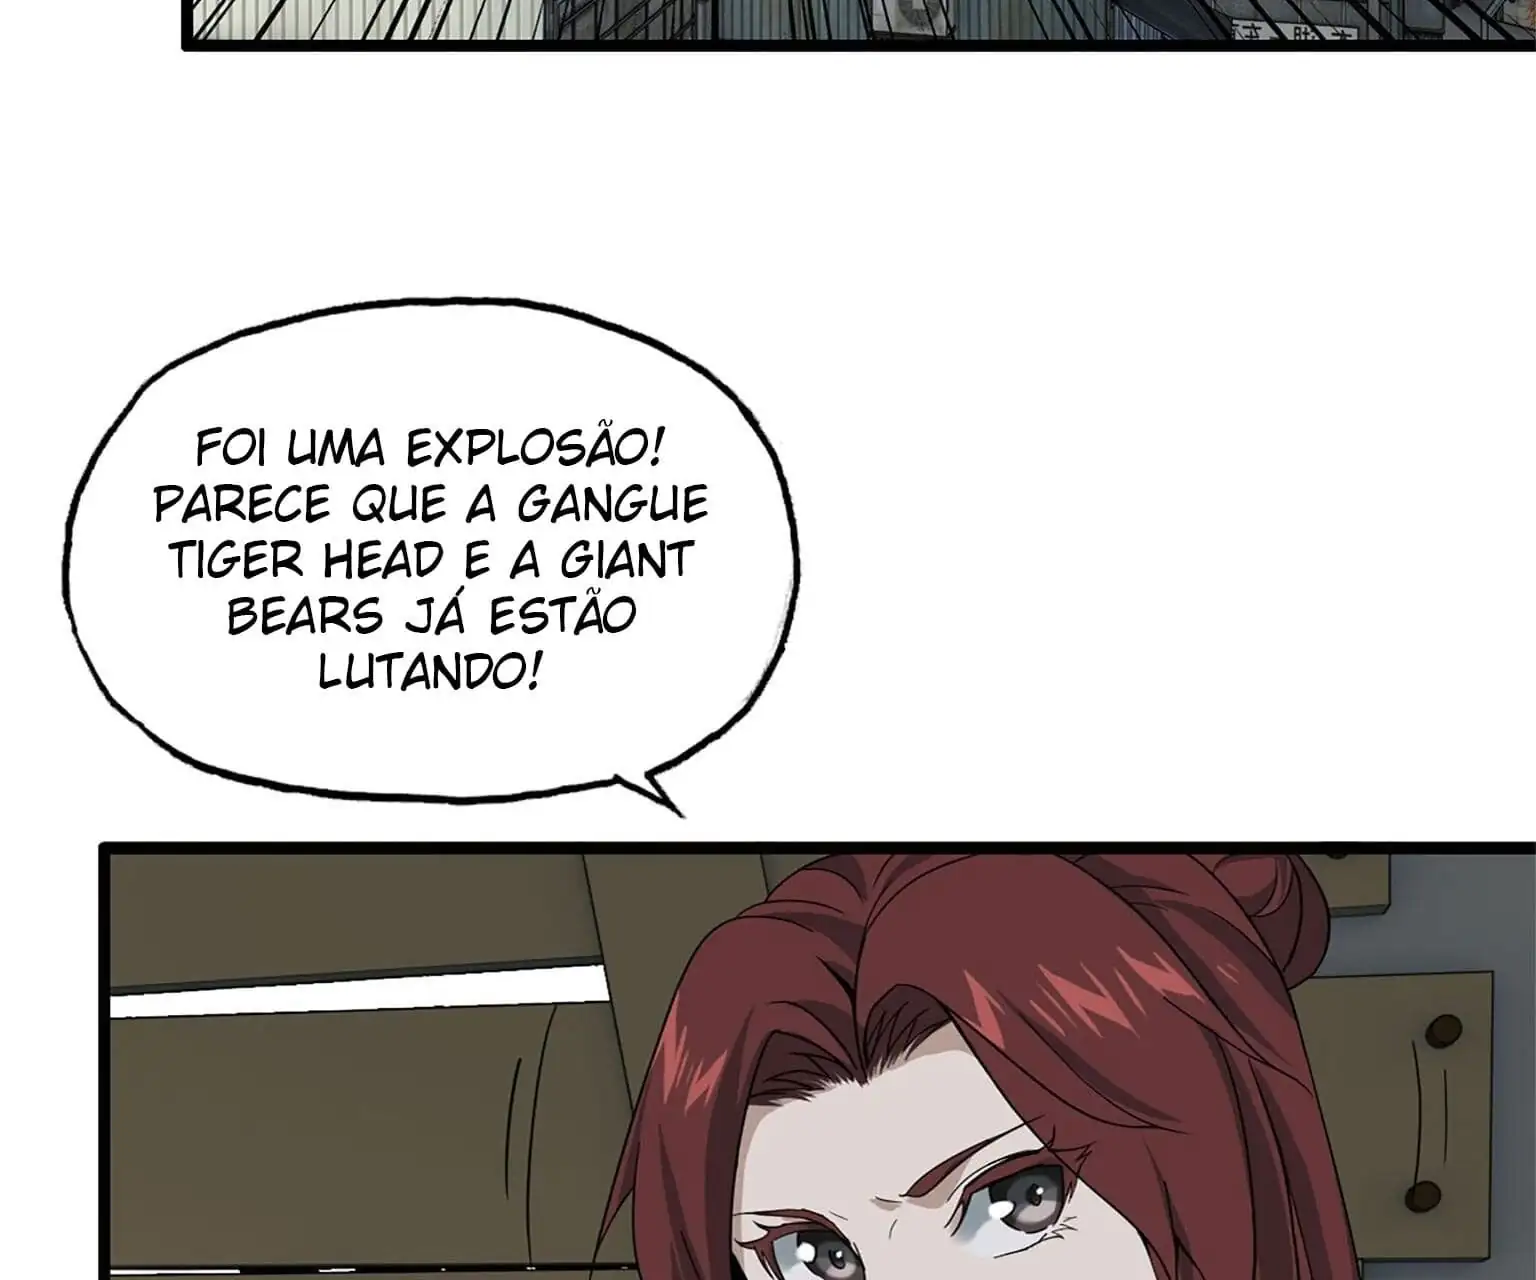 FOI UMA EXPLOSÃO!
PARECE QUE A GANGUE
TIGER HEAD E A GIANT
BEARS JÁ ESTÃO
LUTANDO!